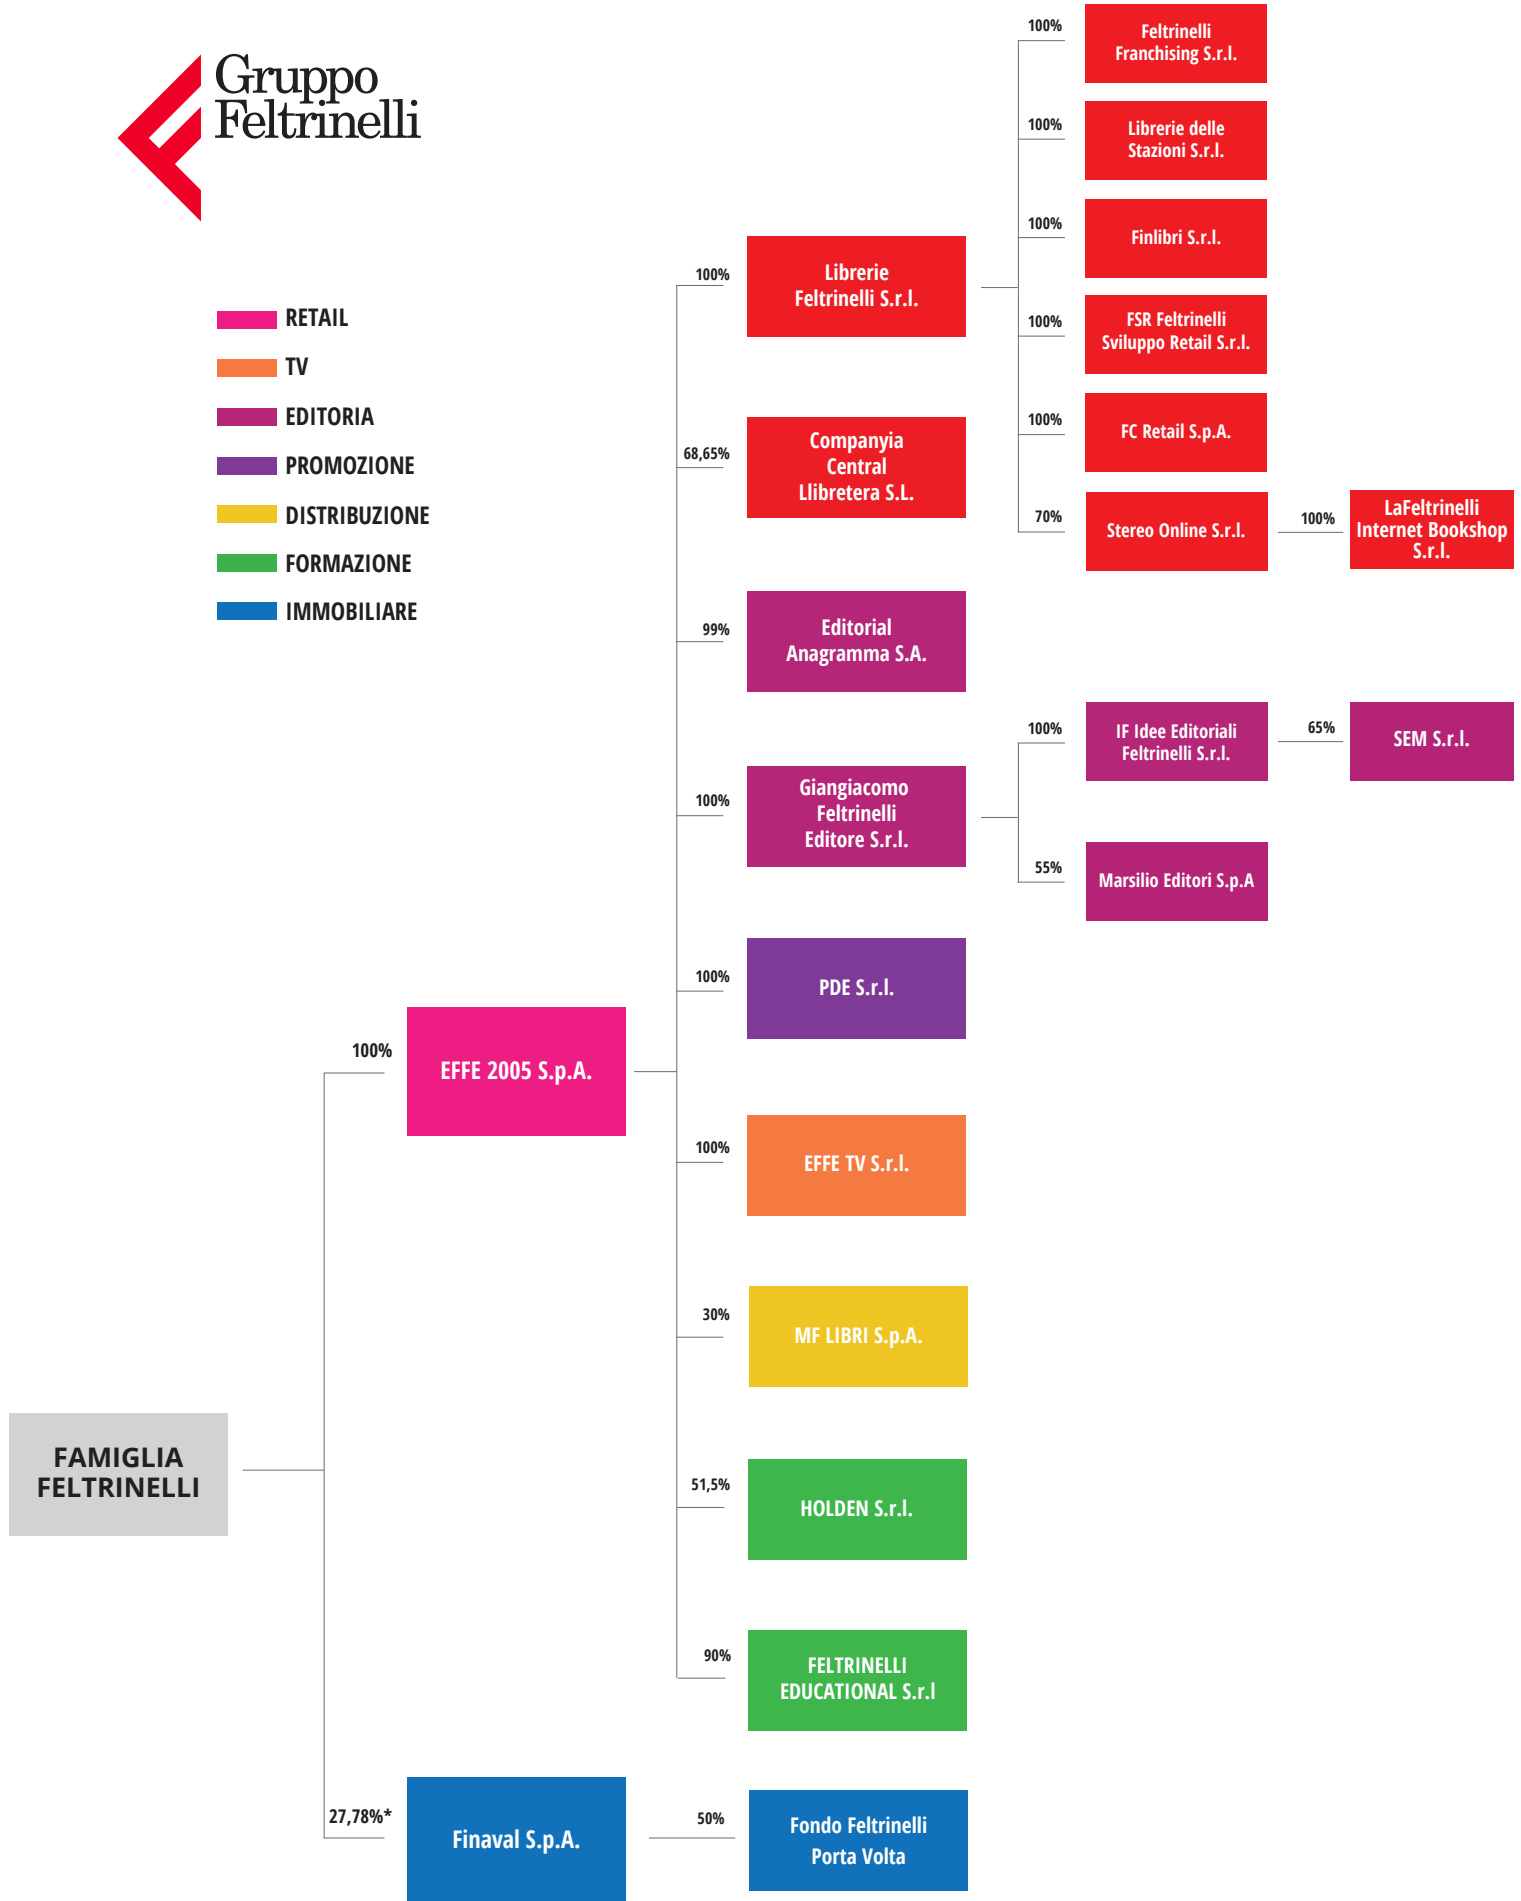 Gruppo
Feltrinelli
RETAIL
TV
EDITORIA
PROMOZIONE
DISTRIBUZIONE
FORMAZIONE
IMMOBILIARE
FAMIGLIA
FELTRINELLI
100%
EFFE 2005 S.p.A.
27,78%*
Finaval S.p.A.
50%
Fondo Feltrinelli
Porta Volta
100%
Librerie
Feltrinelli S.r.l.
100%
Feltrinelli
Franchising S.r.l.
100%
Librerie delle
Stazioni S.r.l.
100%
Finlibri S.r.l.
100%
FSR Feltrinelli
Sviluppo Retail S.r.l.
100%
FC Retail S.p.A.
70%
Stereo Online S.r.l.
100%
LaFeltrinelli
Internet Bookshop
S.r.l.
68,65%
Companyia
Central
Llibretera S.L.
99%
Editorial
Anagramma S.A.
100%
Giangiacomo
Feltrinelli
Editore S.r.l.
100%
IF Idee Editoriali
Feltrinelli S.r.l.
65%
SEM S.r.l.
55%
Marsilio Editori S.p.A
100%
PDE S.r.l.
100%
EFFE TV S.r.l.
30%
MF LIBRI S.p.A.
51,5%
HOLDEN S.r.l.
90%
FELTRINELLI
EDUCATIONAL S.r.l